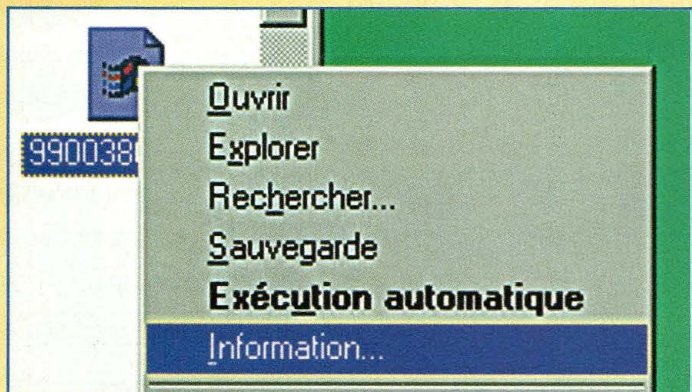 990038
Ouvrir
Explorer
Rechercher...
Sauvegarde
Exécution automatique
Information...